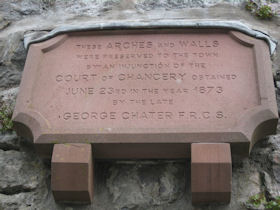 THESE ARCHES AND WALLS
WERE PRESERVED TO THE TOWN
BY AN INJUNCTION OF THE
COURT OF CHANCERY OBTAINED
JUNE 23RD IN THE YEAR 1873
BY THE LATE
GEORGE CHATER F.R.C.S.